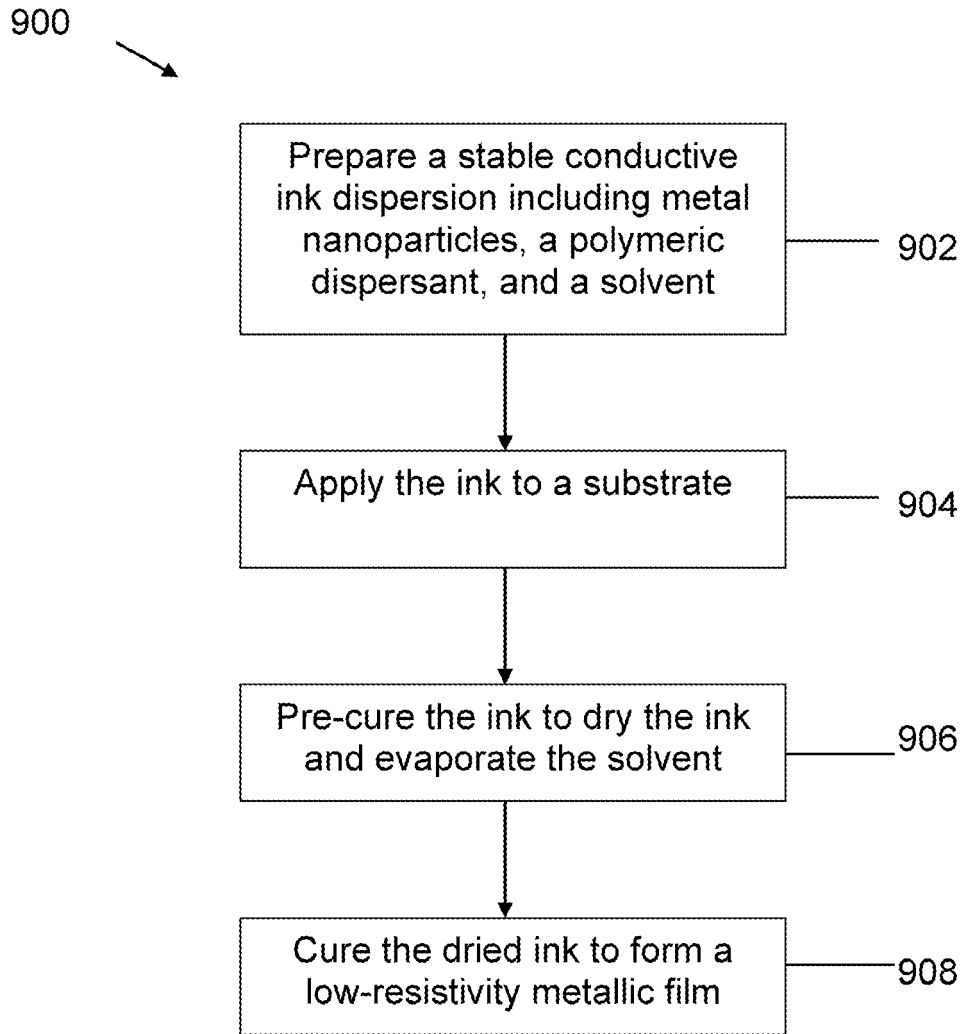 900
Prepare a stable conductive
ink dispersion including metal
nanoparticles, a polymeric
dispersant, and a solvent
902
Apply the ink to a substrate
904
Pre-cure the ink to dry the ink
and evaporate the solvent
906
Cure the dried ink to form a
low-resistivity metallic film
908